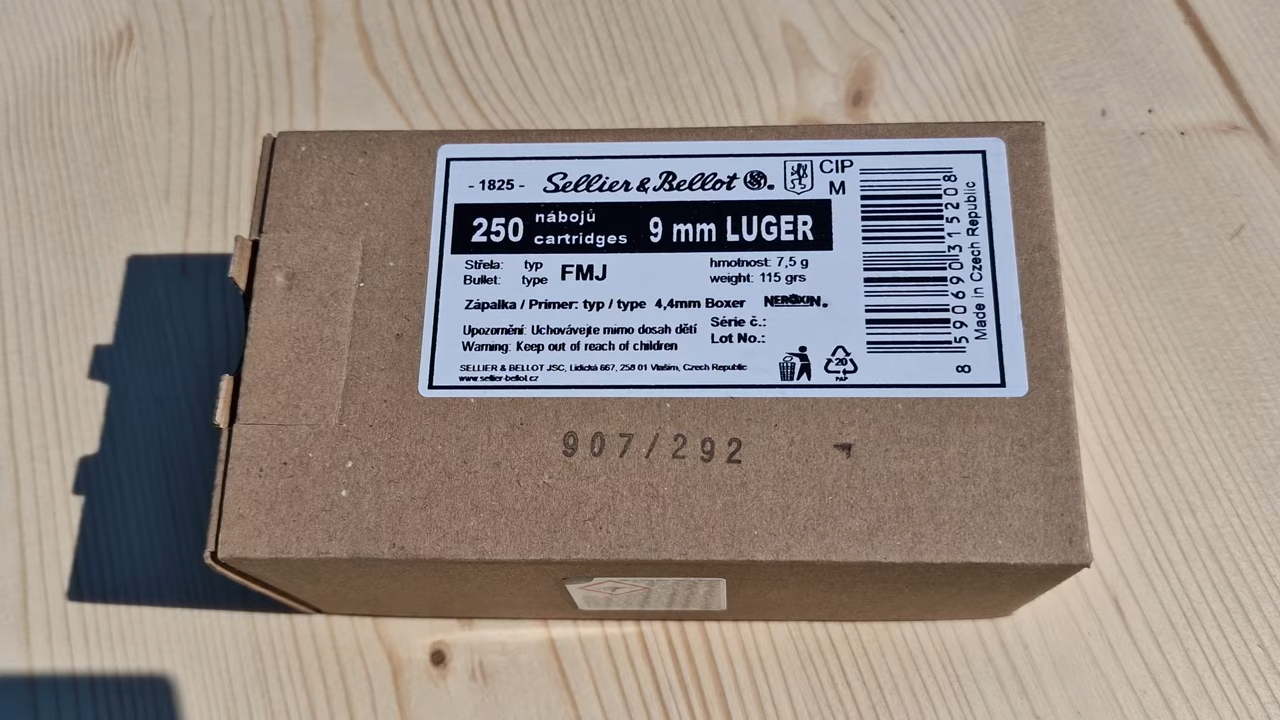 - 1825 - Sellier & Bellot SB.
CIP
M
250 nábojů
cartridges
9 mm LUGER
Střela: typ
Bullet: type
FMJ
hmotnost: 7,5 g
weight: 115 grs
Zápalka / Primer: typ / type 4,4mm Boxer NEROXIN.
Upozornění: Uchovávejte mimo dosah dětí
Warning: Keep out of reach of children
Série č.:
Lot No.:
SELLIER & BELLOT JSC, Lidická 667, 258 01 Vlašim, Czech Republic
www.sellier-bellot.cz
20
PAP
8 590690 315208
Made in Czech Republic
907/292